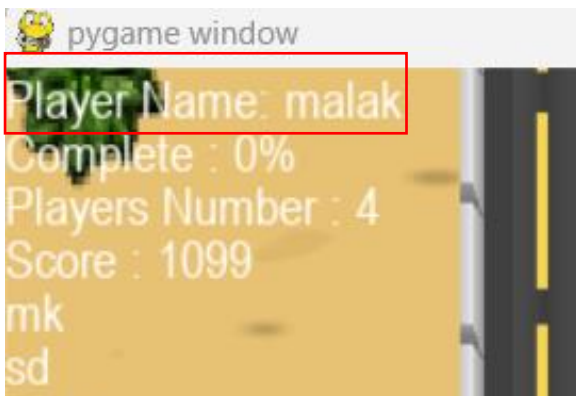 pygame window
Player Name: malak
Complete : 0%
Players Number : 4
Score : 1099
mk
sd